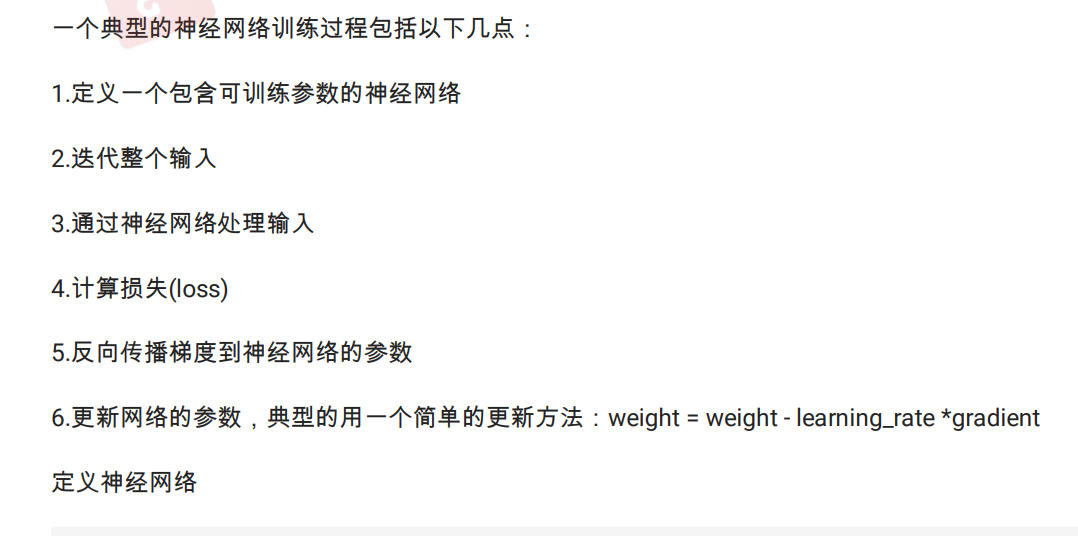 一个典型的神经网络训练过程包括以下几点：
1.定义一个包含可训练参数的神经网络
2.迭代整个输入
3.通过神经网络处理输入
4.计算损失(loss)
5.反向传播梯度到神经网络的参数
6.更新网络的参数，典型的用一个简单的更新方法：weight = weight - learning_rate *gradient
定义神经网络